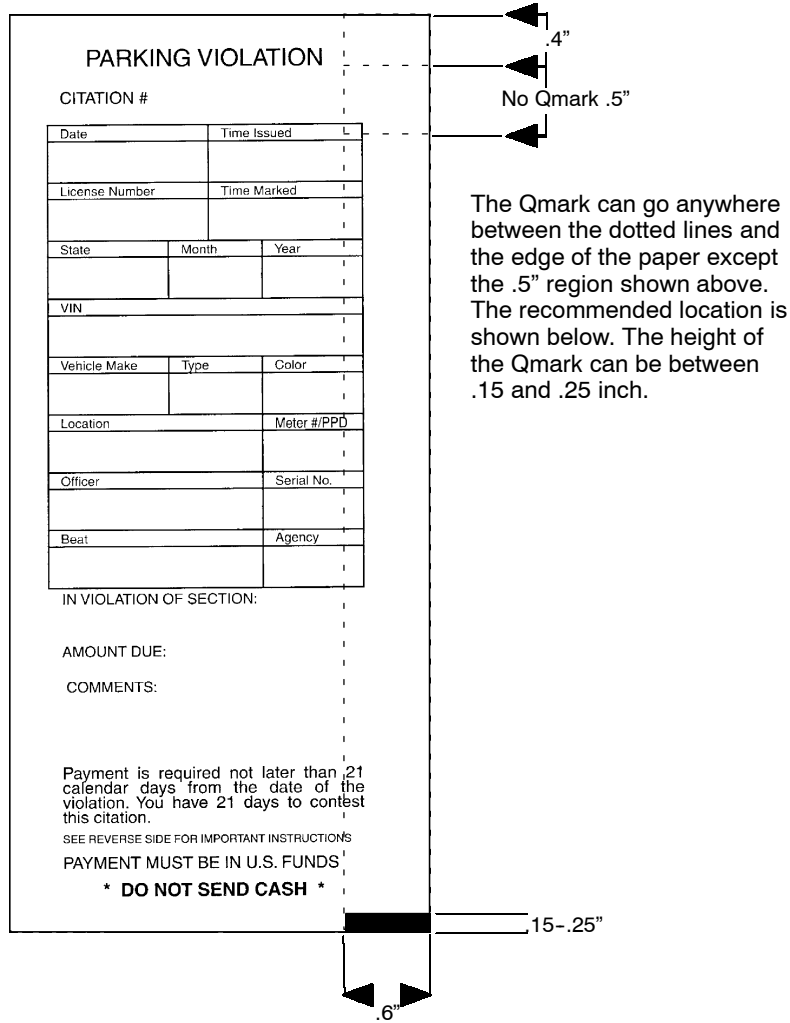 .4”
PARKING VIOLATION
No Qmark .5”
CITATION #
Date Time Issued
License Number Time Marked
State Month Year
VIN
Vehicle Make Type Color
Location Meter #/PPD
Officer Serial No.
Beat Agency
IN VIOLATION OF SECTION:
AMOUNT DUE:
COMMENTS:
Payment is required not later than 21
calendar days from the date of the
violation. You have 21 days to contest
this citation.
SEE REVERSE SIDE FOR IMPORTANT INSTRUCTIONS
PAYMENT MUST BE IN U.S. FUNDS
* DO NOT SEND CASH *
The Qmark can go anywhere
between the dotted lines and
the edge of the paper except
the .5” region shown above.
The recommended location is
shown below. The height of
the Qmark can be between
.15 and .25 inch.
.15-.25”
.6”